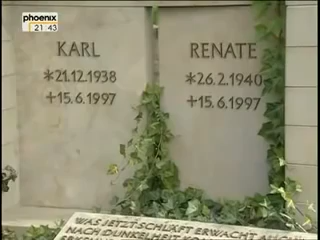 phoenix
21:43
KARL
*21.12.1938
+15.6.1997
RENATE
*26.2.1940
+15.6.1997
WAS JETZT SCHLÄFT ERWACHT
NACH DUNKELHEIT